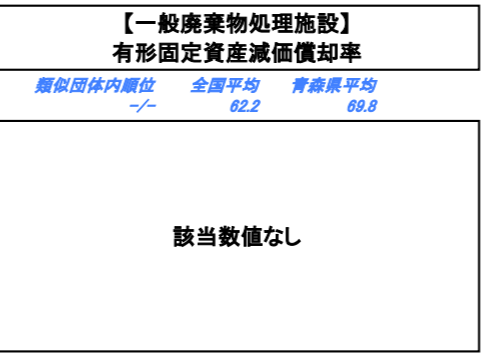 【一般廃棄物処理施設】
有形固定資産減価償却率
類似団体内順位 全国平均 青森県平均
-/- 62.2 69.8
該当数値なし